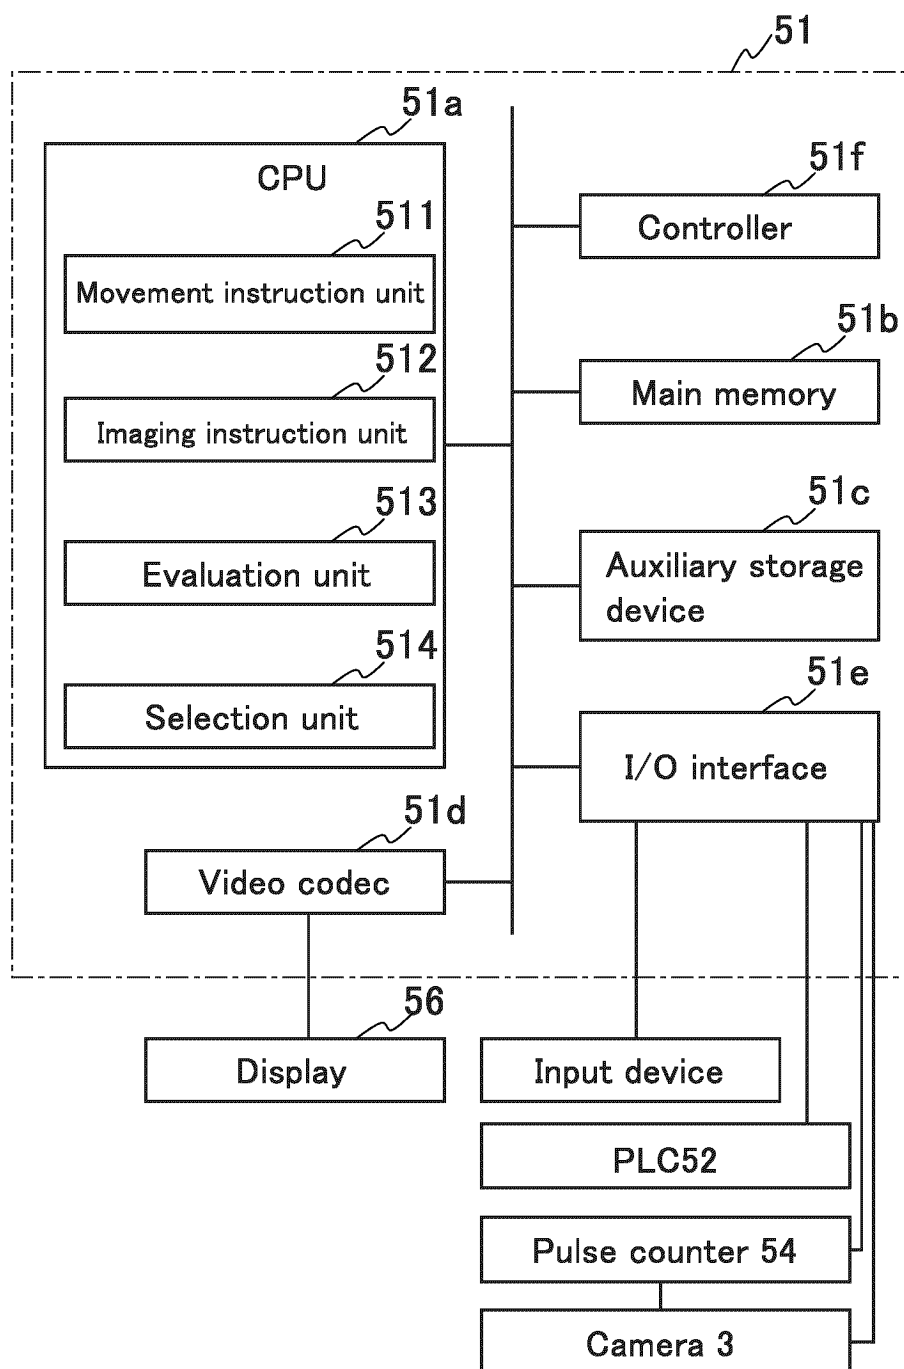 51
51a
CPU
511
Movement instruction unit
512
Imaging instruction unit
513
Evaluation unit
514
Selection unit
51f
Controller
51b
Main memory
51c
Auxiliary storage
device
51e
I/O interface
51d
Video codec
56
Display
Input device
PLC52
Pulse counter 54
Camera 3